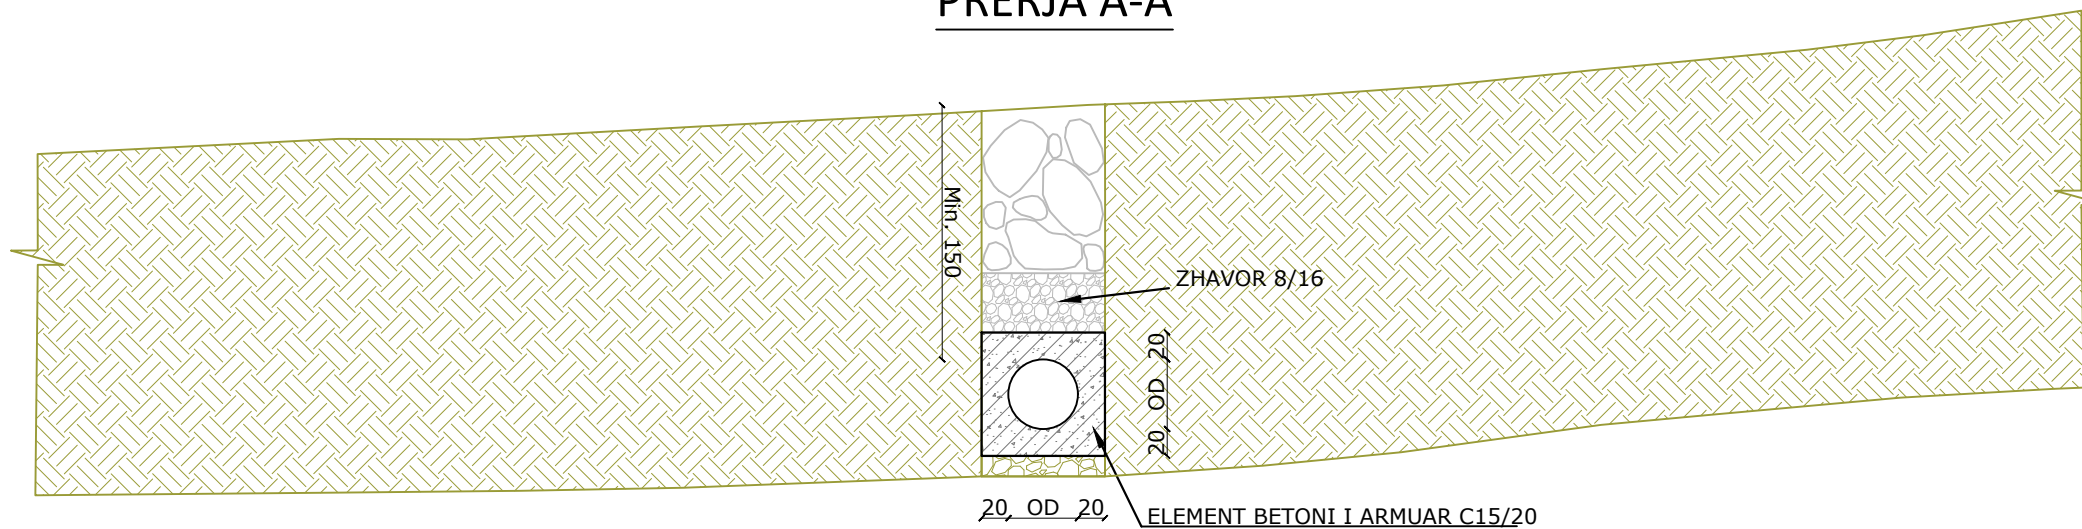 PRERJA A-A
Min. 150
ZHAVOR 8/16
20
OD
20
20 OD 20
ELEMENT BETONI I ARMUAR C15/20